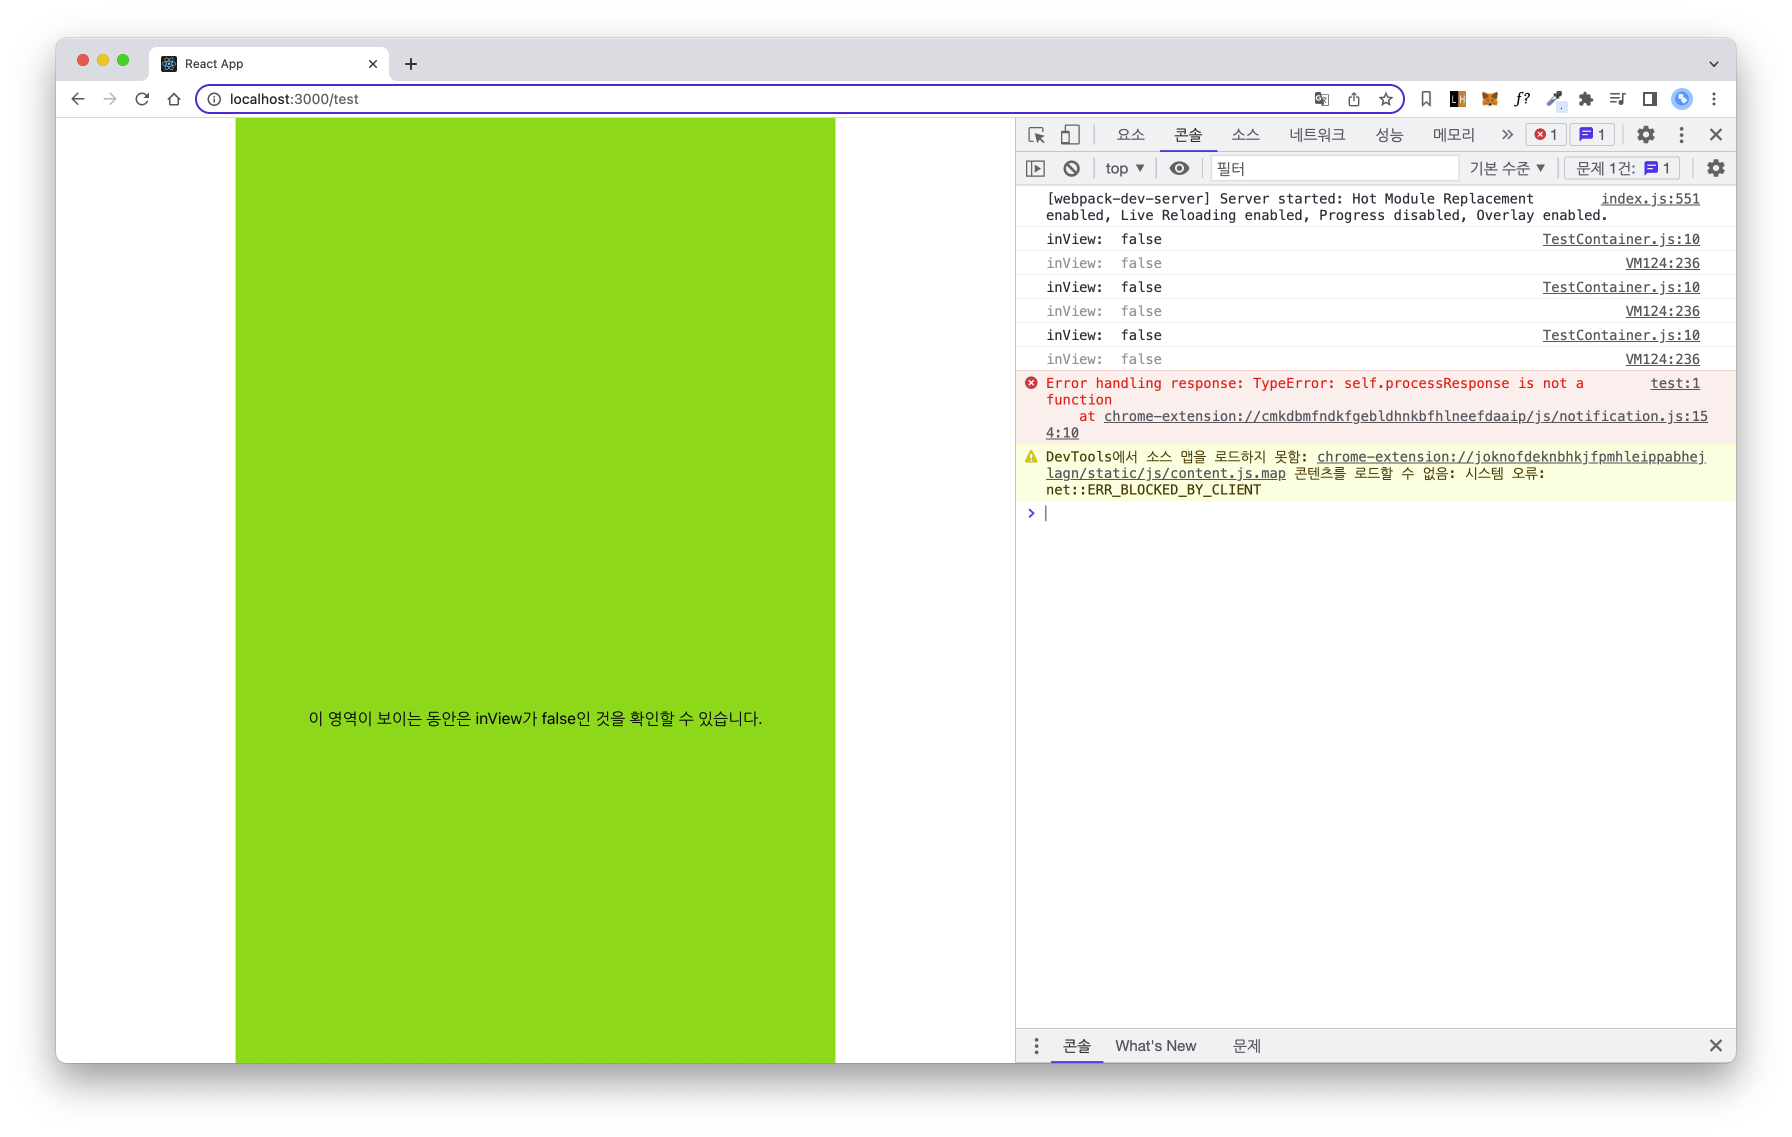 React App
localhost:3000/test
f?
이 영역이 보이는 동안은 inView가 false인 것을 확인할 수 있습니다.
요소 콘솔 소스 네트워크 성능 메모리 » 1 1
top ▼ 필터 기본 수준 ▼ 문제 1건: 1
[webpack-dev-server] Server started: Hot Module Replacement index.js:551
enabled, Live Reloading enabled, Progress disabled, Overlay enabled.
inView: false TestContainer.js:10
inView: false VM124:236
inView: false TestContainer.js:10
inView: false VM124:236
inView: false TestContainer.js:10
inView: false VM124:236
Error handling response: TypeError: self.processResponse is not a test:1
function
at chrome-extension://cmkdbmfndkfgebldhnkbfhlneefdaaip/js/notification.js:15
4:10
DevTools에서 소스 맵을 로드하지 못함: chrome-extension://joknofdeknbhkjfpmhleippabhej
lagn/static/js/content.js.map 콘텐츠를 로드할 수 없음: 시스템 오류:
net::ERR_BLOCKED_BY_CLIENT
콘솔 What's New 문제